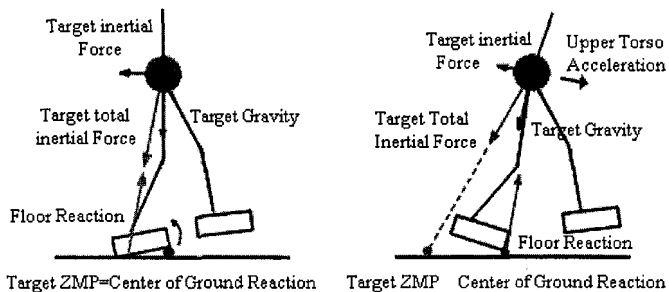 Target inertial
Force
Target total
inertial Force
Target Gravity
Floor Reaction
Target ZMP=Center of Ground Reaction
Target inertial
Force
Upper Torso
Acceleration
Target Total
Inertial Force
Target Gravity
Floor Reaction
Target ZMP Center of Ground Reaction